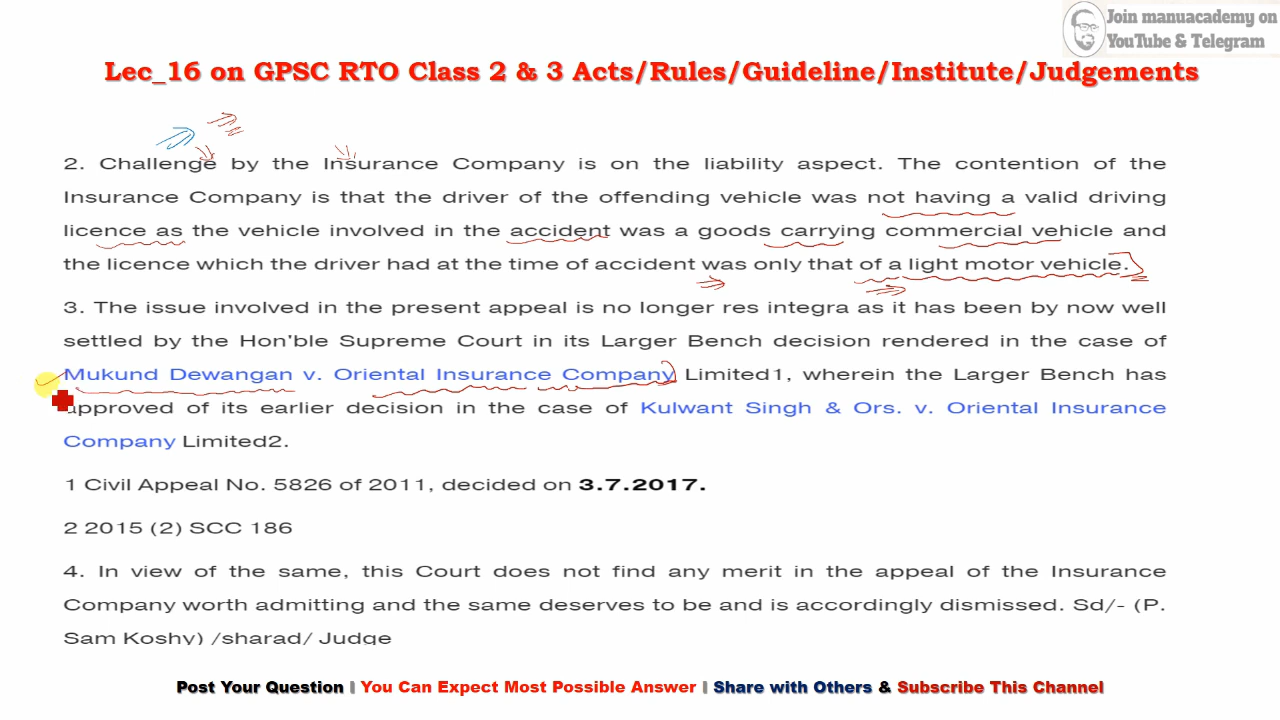 Join manuacademy on
YouTube & Telegram
Lec_16 on GPSC RTO Class 2 & 3 Acts/Rules/Guideline/Institute/Judgements
2. Challenge by the Insurance Company is on the liability aspect. The contention of the
Insurance Company is that the driver of the offending vehicle was not having a valid driving
licence as the vehicle involved in the accident was a goods carrying commercial vehicle and
the licence which the driver had at the time of accident was only that of a light motor vehicle.
3. The issue involved in the present appeal is no longer res integra as it has been by now well
settled by the Hon'ble Supreme Court in its Larger Bench decision rendered in the case of
Mukund Dewangan v. Oriental Insurance Company Limited1, wherein the Larger Bench has
approved of its earlier decision in the case of Kulwant Singh & Ors. v. Oriental Insurance
Company Limited2.
1 Civil Appeal No. 5826 of 2011, decided on 3.7.2017.
2 2015 (2) SCC 186
4. In view of the same, this Court does not find any merit in the appeal of the Insurance
Company worth admitting and the same deserves to be and is accordingly dismissed. Sd/- (P.
Sam Koshy) /sharad/ Judge
Post Your Question | You Can Expect Most Possible Answer | Share with Others & Subscribe This Channel